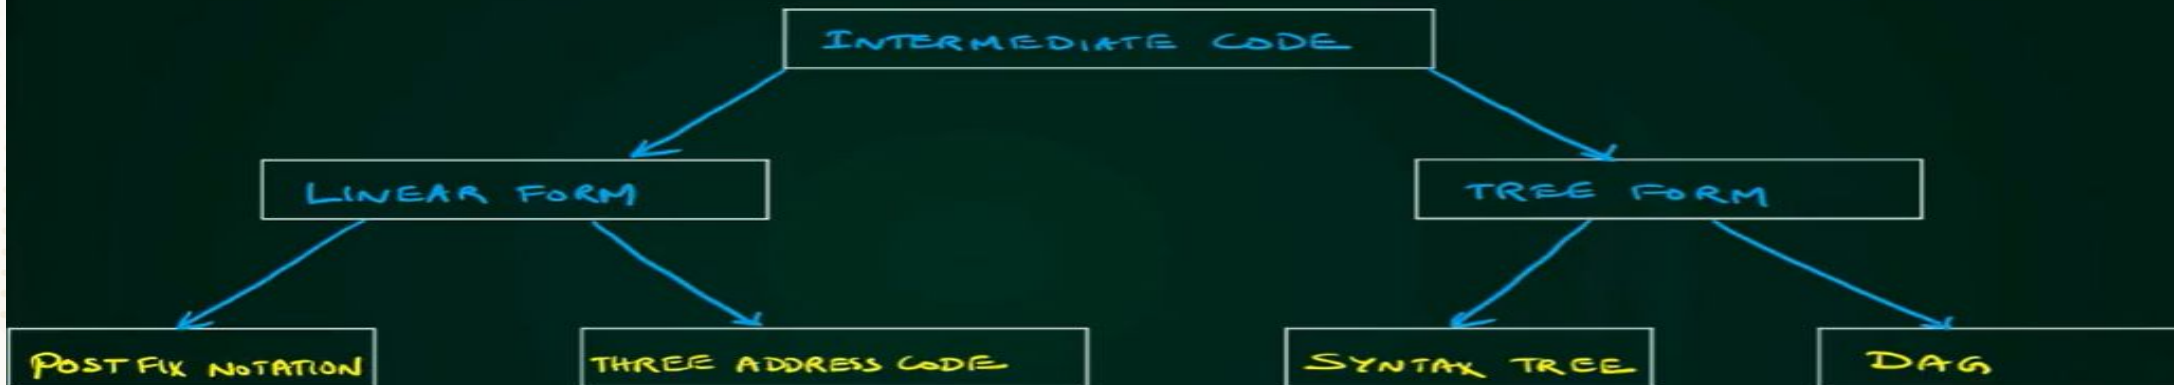 INTERMEDIATE CODE
LINEAR FORM
TREE FORM
POSTFIX NOTATION
THREE ADDRESS CODE
SYNTAX TREE
DAG